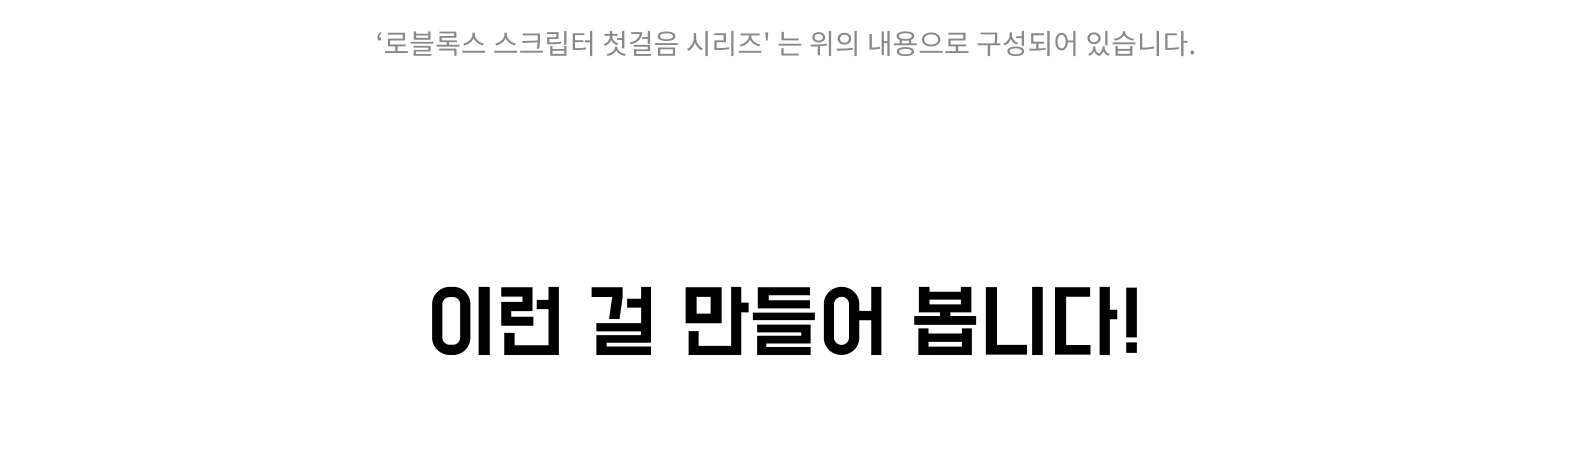 ‘로블록스 스크립터 첫걸음 시리즈' 는 위의 내용으로 구성되어 있습니다.
이런 걸 만들어 봅니다!